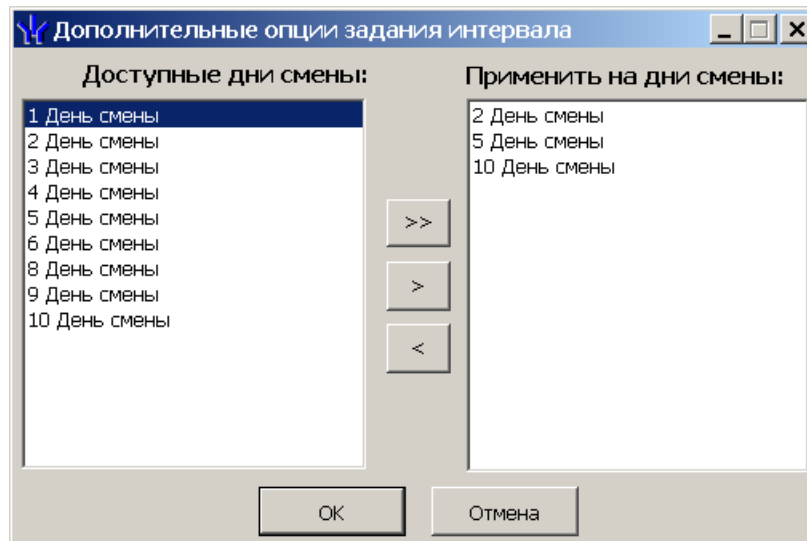 Дополнительные опции задания интервала
Доступные дни смены:
1 День смены
2 День смены
3 День смены
4 День смены
5 День смены
6 День смены
8 День смены
9 День смены
10 День смены
>>
>
<
Применить на дни смены:
2 День смены
5 День смены
10 День смены
OK
Отмена